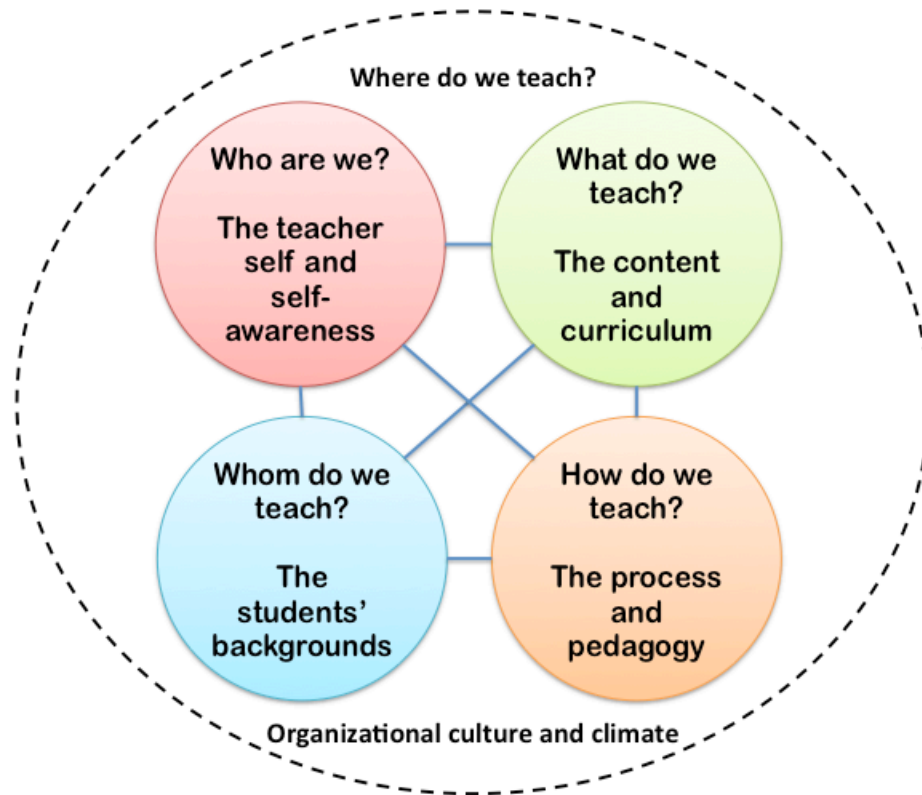 Where do we teach?
Who are we?
The teacher
self and
self-
awareness
What do we
teach?
The content
and
curriculum
Whom do we
teach?
The
students’
backgrounds
How do we
teach?
The process
and
pedagogy
Organizational culture and climate